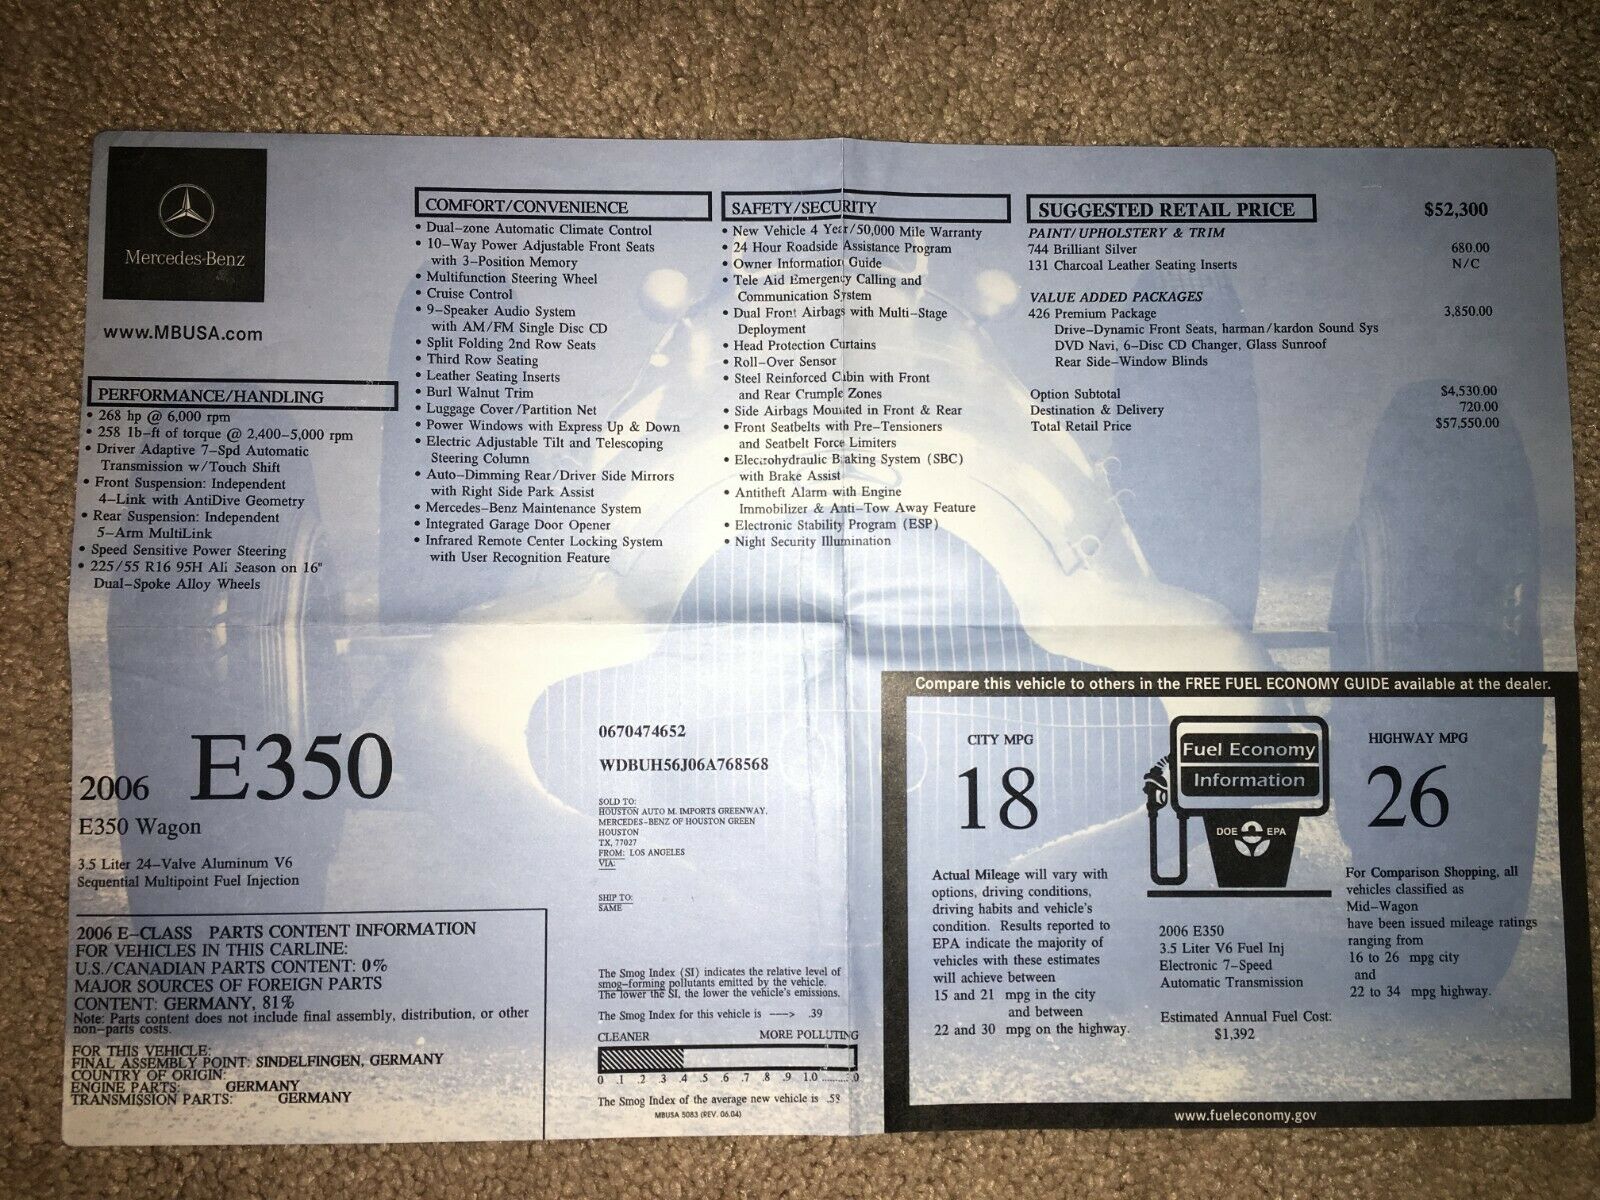 Mercedes-Benz
www.MBUSA.com
PERFORMANCE/HANDLING
• 268 hp @ 6,000 rpm
• 258 lb-ft of torque @ 2,400-5,000 rpm
• Driver Adaptive 7-Spd Automatic
Transmission w/Touch Shift
• Front Suspension: Independent
4-Link with AntiDive Geometry
• Rear Suspension: Independent
5-Arm MultiLink
• Speed Sensitive Power Steering
• 225/55 R16 95H All Season on 16"
Dual-Spoke Alloy Wheels
COMFORT/CONVENIENCE
• Dual-zone Automatic Climate Control
• 10-Way Power Adjustable Front Seats
with 3-Position Memory
• Multifunction Steering Wheel
• Cruise Control
• 9-Speaker Audio System
with AM/FM Single Disc CD
• Split Folding 2nd Row Seats
• Third Row Seating
• Leather Seating Inserts
• Burl Walnut Trim
• Luggage Cover/Partition Net
• Power Windows with Express Up & Down
• Electric Adjustable Tilt and Telescoping
Steering Column
• Auto-Dimming Rear/Driver Side Mirrors
with Right Side Park Assist
• Mercedes-Benz Maintenance System
• Integrated Garage Door Opener
• Infrared Remote Center Locking System
with User Recognition Feature
SAFETY/SECURITY
• New Vehicle 4 Year/50,000 Mile Warranty
• 24 Hour Roadside Assistance Program
• Owner Information Guide
• Tele Aid Emergency Calling and
Communication System
• Dual Front Airbags with Multi-Stage
Deployment
• Head Protection Curtains
• Roll-Over Sensor
• Steel Reinforced Cabin with Front
and Rear Crumple Zones
• Side Airbags Mounted in Front & Rear
• Front Seatbelts with Pre-Tensioners
and Seatbelt Force Limiters
• Electrohydraulic Braking System (SBC)
with Brake Assist
• Antitheft Alarm with Engine
Immobilizer & Anti-Tow Away Feature
• Electronic Stability Program (ESP)
• Night Security Illumination
SUGGESTED RETAIL PRICE $52,300
PAINT/UPHOLSTERY & TRIM
744 Brilliant Silver 680.00
131 Charcoal Leather Seating Inserts N/C
VALUE ADDED PACKAGES
426 Premium Package 3,850.00
Drive-Dynamic Front Seats, harman/kardon Sound Sys
DVD Navi, 6-Disc CD Changer, Glass Sunroof
Rear Side-Window Blinds
Option Subtotal $4,530.00
Destination & Delivery 720.00
Total Retail Price $57,550.00
2006 E350
E350 Wagon
3.5 Liter 24-Valve Aluminum V6
Sequential Multipoint Fuel Injection
2006 E-CLASS PARTS CONTENT INFORMATION
FOR VEHICLES IN THIS CARLINE:
U.S./CANADIAN PARTS CONTENT: 0%
MAJOR SOURCES OF FOREIGN PARTS
CONTENT: GERMANY, 81%
Note: Parts content does not include final assembly, distribution, or other
non-parts costs.
FOR THIS VEHICLE:
FINAL ASSEMBLY POINT: SINDELFINGEN, GERMANY
COUNTRY OF ORIGIN:
ENGINE PARTS: GERMANY
TRANSMISSION PARTS: GERMANY
0670474652
WDBUH56J06A768568
SOLD TO:
HOUSTON AUTO M. IMPORTS GREENWAY,
MERCEDES-BENZ OF HOUSTON GREEN
HOUSTON
TX, 77027
FROM: LOS ANGELES
VIA:
SHIP TO:
SAME
The Smog Index (SI) indicates the relative level of
smog-forming pollutants emitted by the vehicle.
The lower the SI, the lower the vehicle's emissions.
The Smog Index for this vehicle is ----> .39
CLEANER MORE POLLUTING
0 .1 .2 .3 .4 .5 .6 .7 .8 .9 1.0
The Smog Index of the average new vehicle is
MBUSA 5083 (REV. 06.04)
Compare this vehicle to others in the FREE FUEL ECONOMY GUIDE available at the dealer.
CITY MPG
18
Fuel Economy
Information
DOE EPA
HIGHWAY MPG
26
Actual Mileage will vary with
options, driving conditions,
driving habits and vehicle's
condition. Results reported to
EPA indicate the majority of
vehicles with these estimates
will achieve between
15 and 21 mpg in the city
and between
22 and 30 mpg on the highway.
2006 E350
3.5 Liter V6 Fuel Inj
Electronic 7-Speed
Automatic Transmission
Estimated Annual Fuel Cost:
$1,392
For Comparison Shopping, all
vehicles classified as
Mid-Wagon
have been issued mileage ratings
ranging from
16 to 26 mpg city
and
22 to 34 mpg highway.
www.fueleconomy.gov